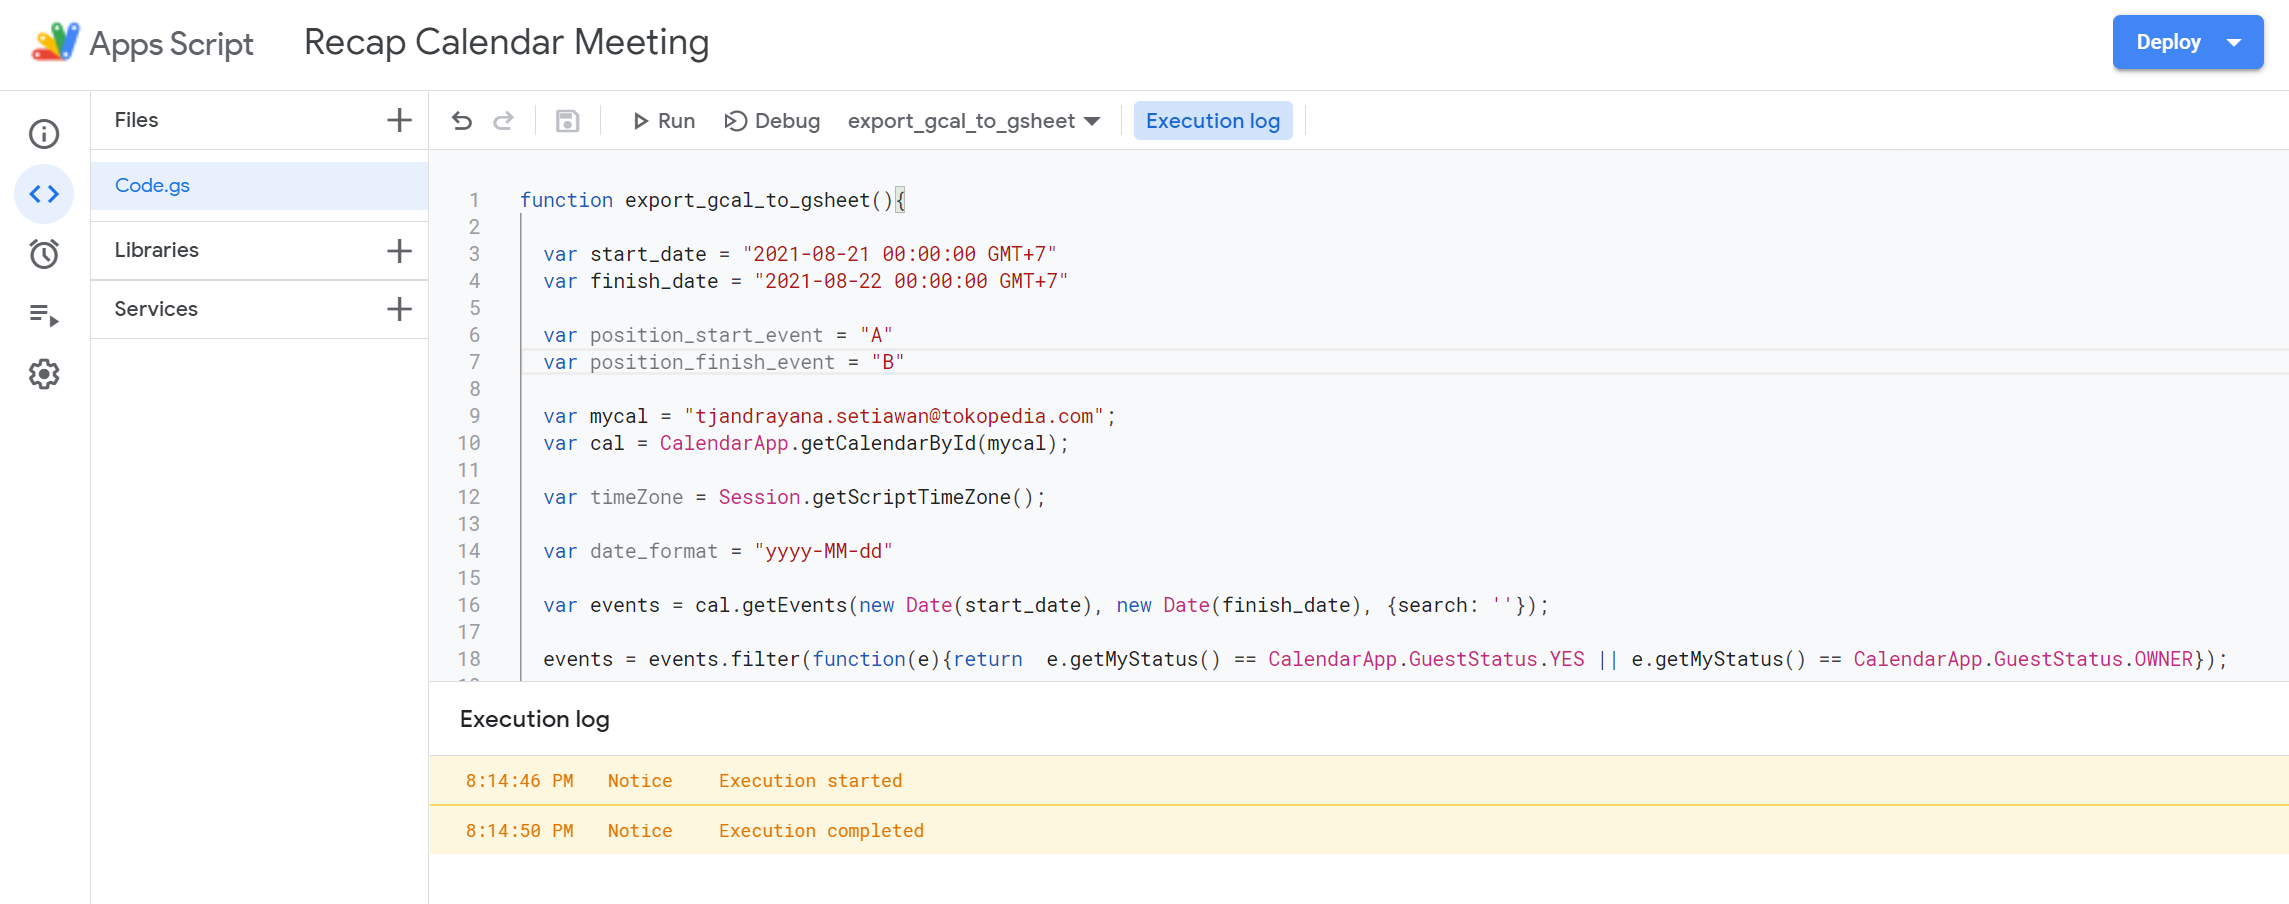 Apps Script
Recap Calendar Meeting
Deploy
Files
Run
Debug
export_gcal_to_gsheet
Execution log
Code.gs
Libraries
Services
1 function export_gcal_to_gsheet(){
2
3 var start_date = "2021-08-21 00:00:00 GMT+7"
4 var finish_date = "2021-08-22 00:00:00 GMT+7"
5
6 var position_start_event = "A"
7 var position_finish_event = "B"
8
9 var mycal = "tjandrayana.setiawan@tokopedia.com";
10 var cal = CalendarApp.getCalendarById(mycal);
11
12 var timeZone = Session.getScriptTimeZone();
13
14 var date_format = "yyyy-MM-dd"
15
16 var events = cal.getEvents(new Date(start_date), new Date(finish_date), {search: ''});
17
18 events = events.filter(function(e){return  e.getMyStatus() == CalendarApp.GuestStatus.YES || e.getMyStatus() == CalendarApp.GuestStatus.OWNER});
Execution log
8:14:46 PM Notice Execution started
8:14:50 PM Notice Execution completed